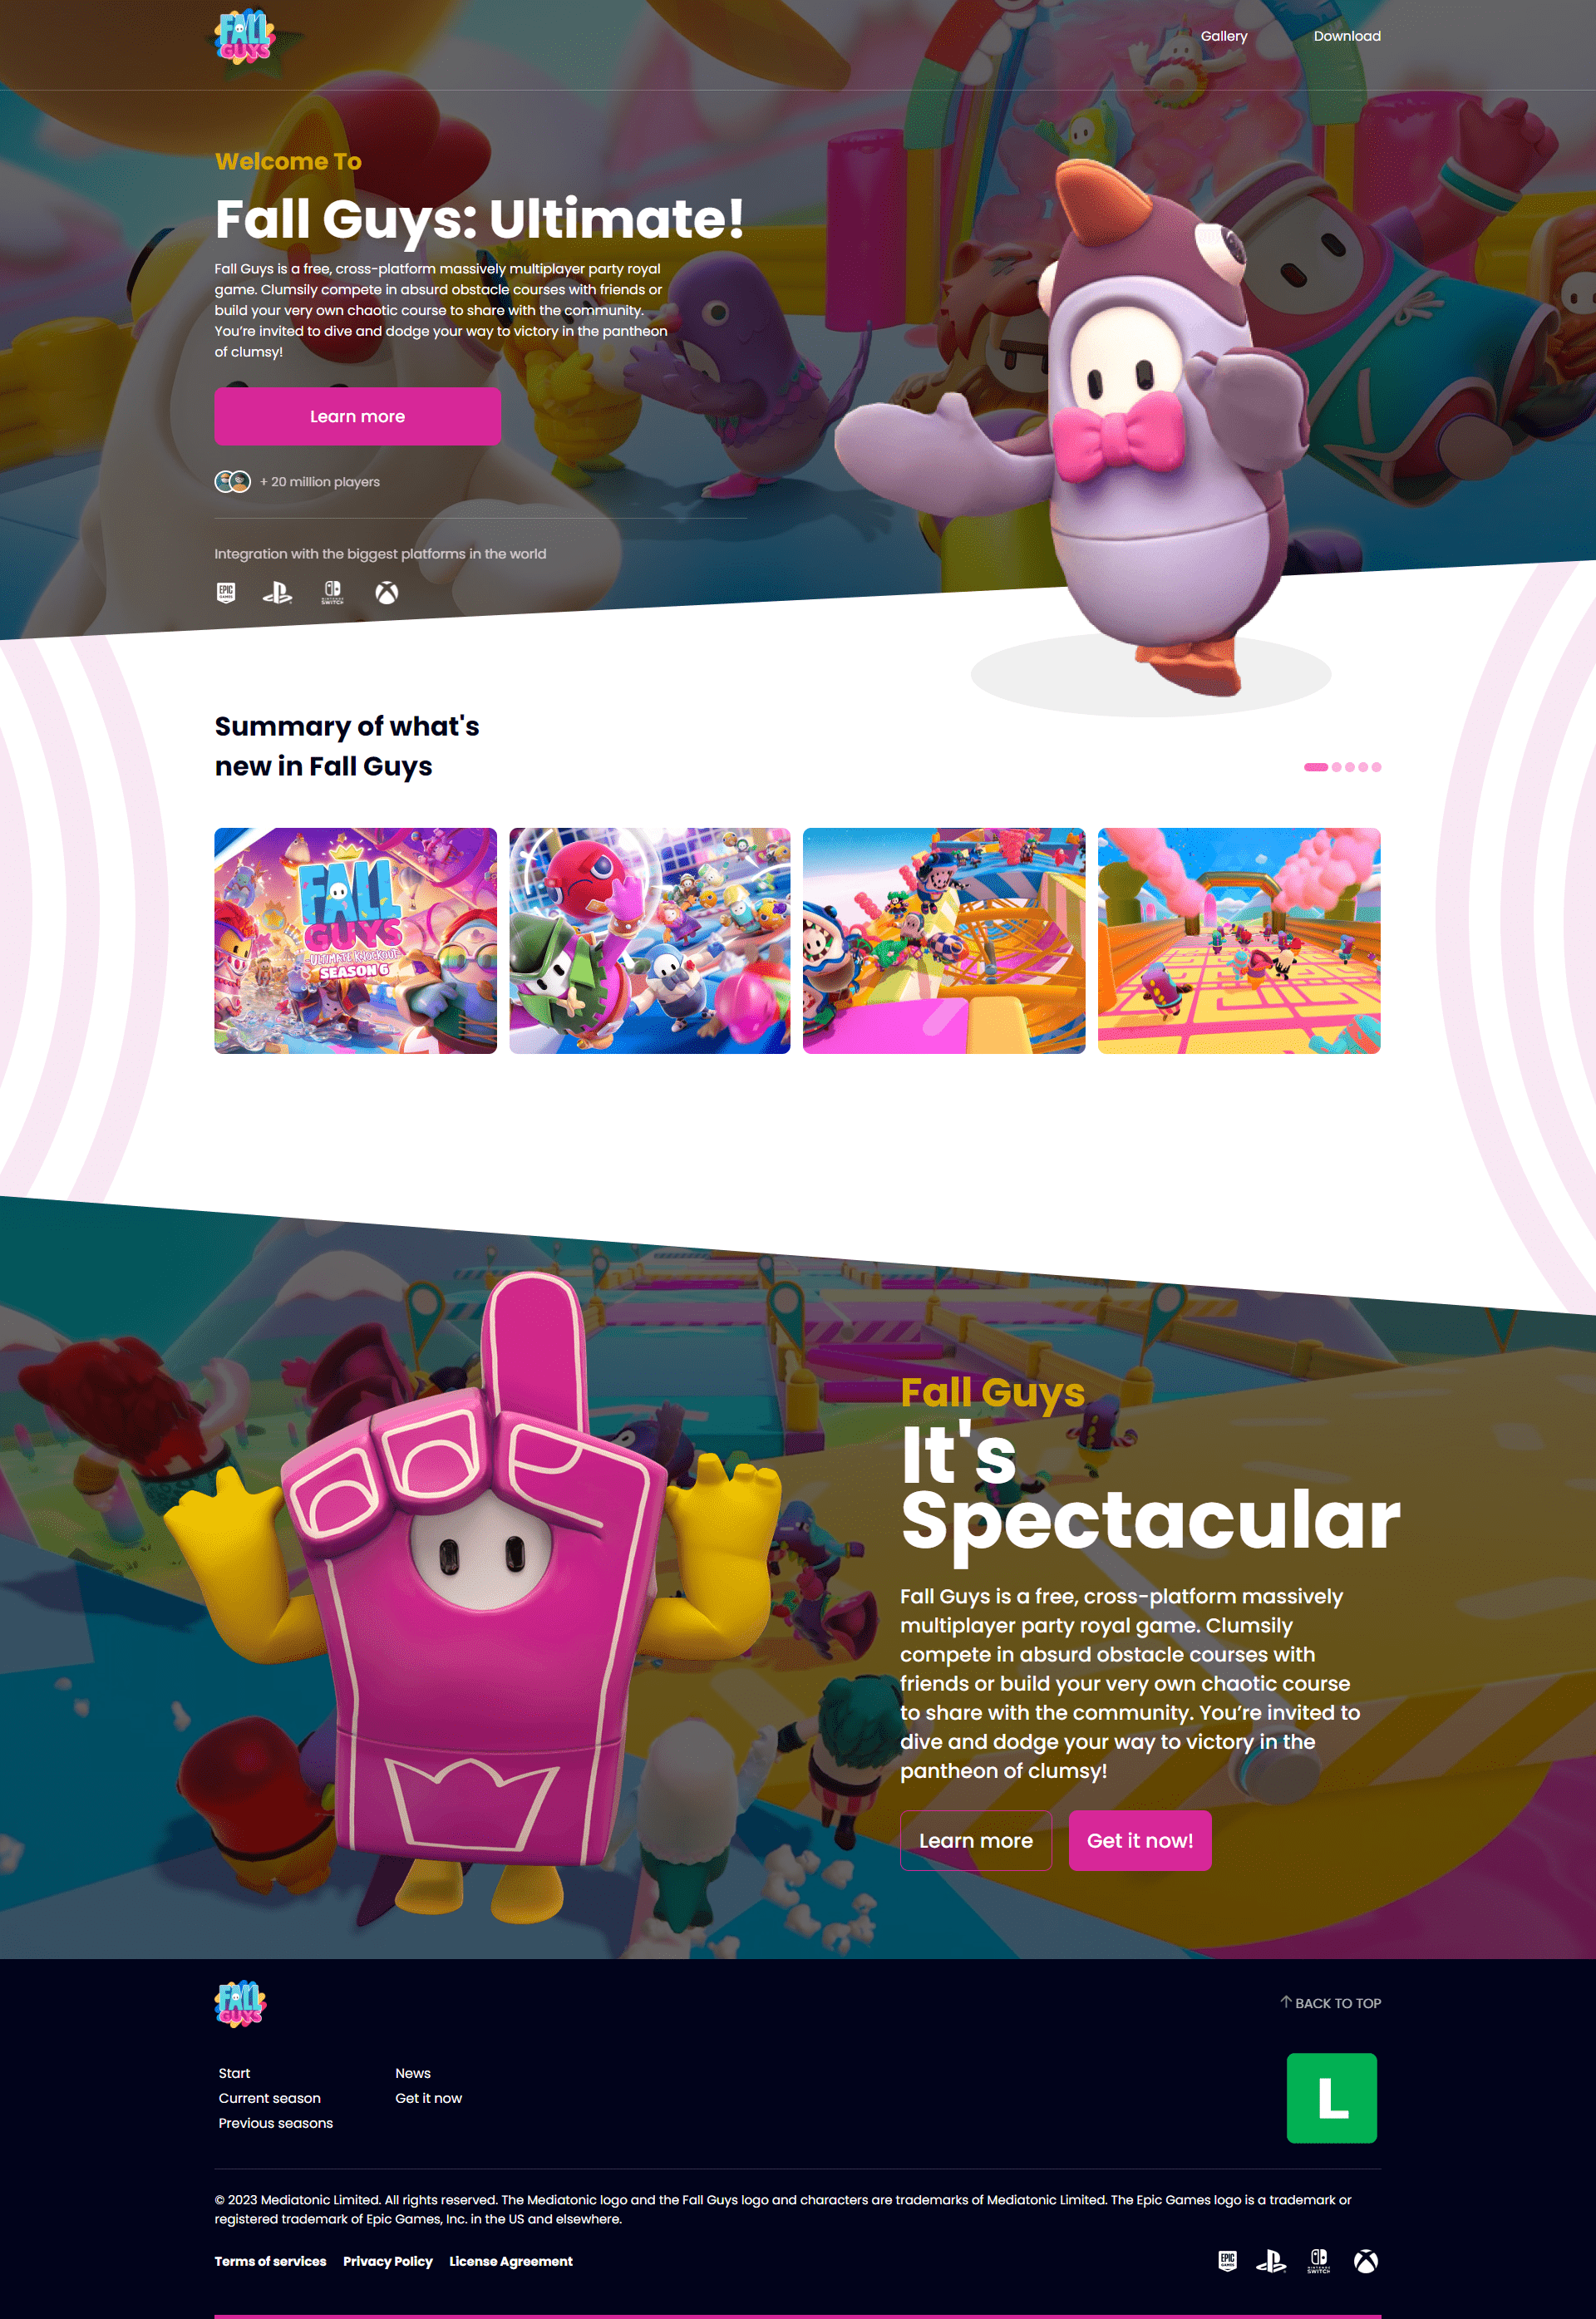 FALL
GUYS
Gallery
Download
Welcome To
Fall Guys: Ultimate!
Fall Guys is a free, cross-platform massively multiplayer party royal
game. Clumsily compete in absurd obstacle courses with friends or
build your very own chaotic course to share with the community.
You’re invited to dive and dodge your way to victory in the pantheon
of clumsy!
Learn more
+ 20 million players
Integration with the biggest platforms in the world
EPIC
GAMES
NINTENDO
SWITCH
Summary of what's
new in Fall Guys
FALL
GUYS
ULTIMATE KNOCKOUT
SEASON 6
Fall Guys
It's
Spectacular
Fall Guys is a free, cross-platform massively
multiplayer party royal game. Clumsily
compete in absurd obstacle courses with
friends or build your very own chaotic course
to share with the community. You’re invited to
dive and dodge your way to victory in the
pantheon of clumsy!
Learn more
Get it now!
FALL
GUYS
BACK TO TOP
Start
News
Current season
Get it now
Previous seasons
L
© 2023 Mediatonic Limited. All rights reserved. The Mediatonic logo and the Fall Guys logo and characters are trademarks of Mediatonic Limited. The Epic Games logo is a trademark or
registered trademark of Epic Games, Inc. in the US and elsewhere.
Terms of services
Privacy Policy
License Agreement
EPIC
GAMES
NINTENDO
SWITCH